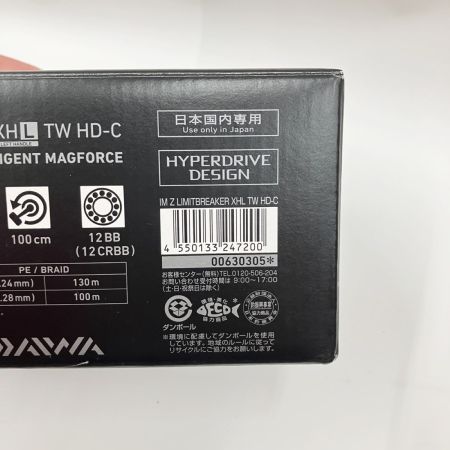 XH L TW HD-C
LEFT HANDLE
IGENT MAGFORCE
100cm
12BB
(12CRBB)
PE / BRAID
.24mm) 130m
.28mm) 100m
DAIWA
日本国内専用
Use only in Japan
HYPERDRIVE
DESIGN
IM Z LIMITBREAKER XHL TW HD-C
4 550133 247200
00630305*
お客様センター(無料)TEL.0120-506-204
お問い合わせ受付時間は 9:00〜17:00
(土・日・祝祭日は除く)
ダンボール
※環境に配慮してダンボールを使用
しています。地域のルールに従って
リサイクルにご協力をお願いします。